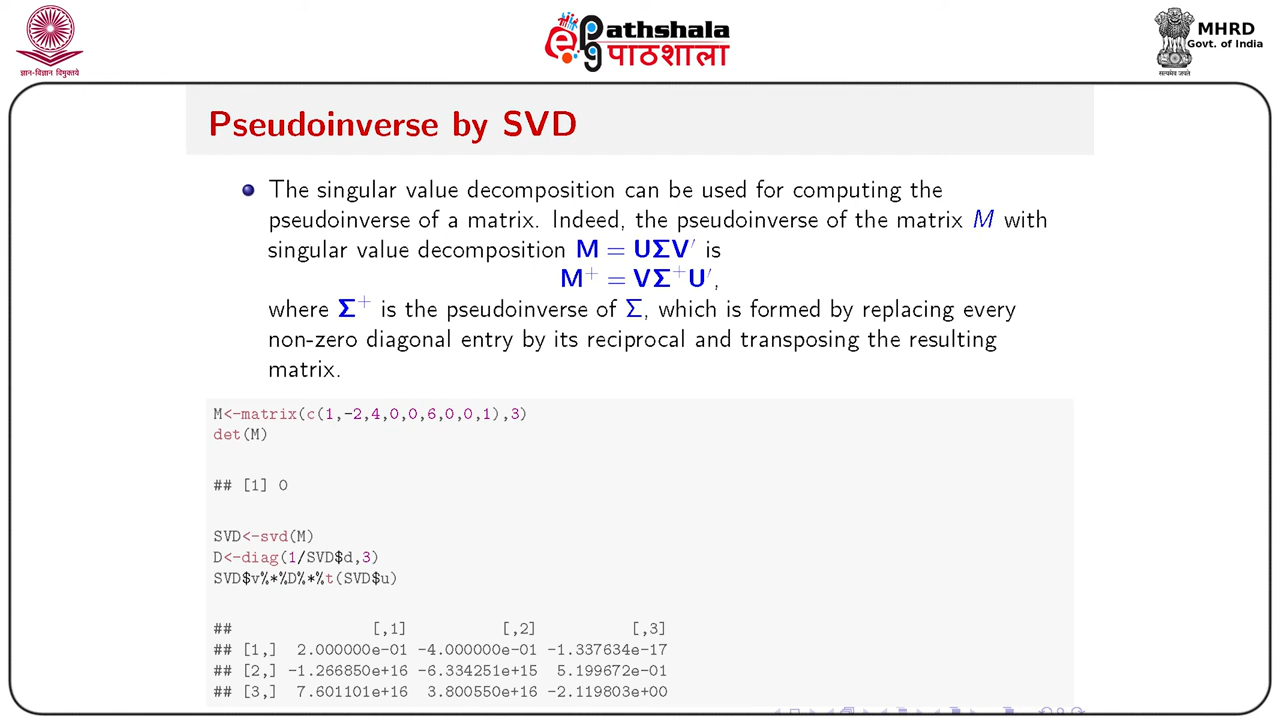 ज्ञान-विज्ञान विमुक्तये
ePathshala
पाठशाला
MHRD
Govt. of India
सत्यमेव जयते
Pseudoinverse by SVD
The singular value decomposition can be used for computing the
pseudoinverse of a matrix. Indeed, the pseudoinverse of the matrix M with
singular value decomposition M = UΣV′ is
M⁺ = VΣ⁺U′,
where Σ⁺ is the pseudoinverse of Σ, which is formed by replacing every
non-zero diagonal entry by its reciprocal and transposing the resulting
matrix.
M<-matrix(c(1,-2,4,0,0,6,0,0,1),3)
det(M)
## [1] 0
SVD<-svd(M)
D<-diag(1/SVD$d,3)
SVD$v%*%D%*%t(SVD$u)
## [,1] [,2] [,3]
## [1,] 2.000000e-01 -4.000000e-01 -1.337634e-17
## [2,] -1.266850e+16 -6.334251e+15 5.199672e-01
## [3,] 7.601101e+16 3.800550e+16 -2.119803e+00